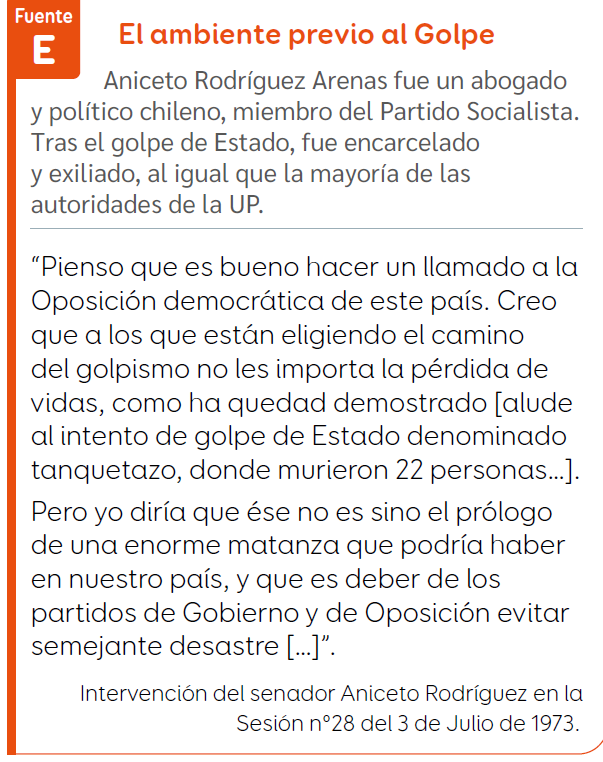 Fuente
E
El ambiente previo al Golpe
Aniceto Rodríguez Arenas fue un abogado
y político chileno, miembro del Partido Socialista.
Tras el golpe de Estado, fue encarcelado
y exiliado, al igual que la mayoría de las
autoridades de la UP.
“Pienso que es bueno hacer un llamado a la
Oposición democrática de este país. Creo
que a los que están eligiendo el camino
del golpismo no les importa la pérdida de
vidas, como ha quedad demostrado [alude
al intento de golpe de Estado denominado
tanquetazo, donde murieron 22 personas...].
Pero yo diría que ése no es sino el prólogo
de una enorme matanza que podría haber
en nuestro país, y que es deber de los
partidos de Gobierno y de Oposición evitar
semejante desastre [...]”.
Intervención del senador Aniceto Rodríguez en la
Sesión n°28 del 3 de Julio de 1973.